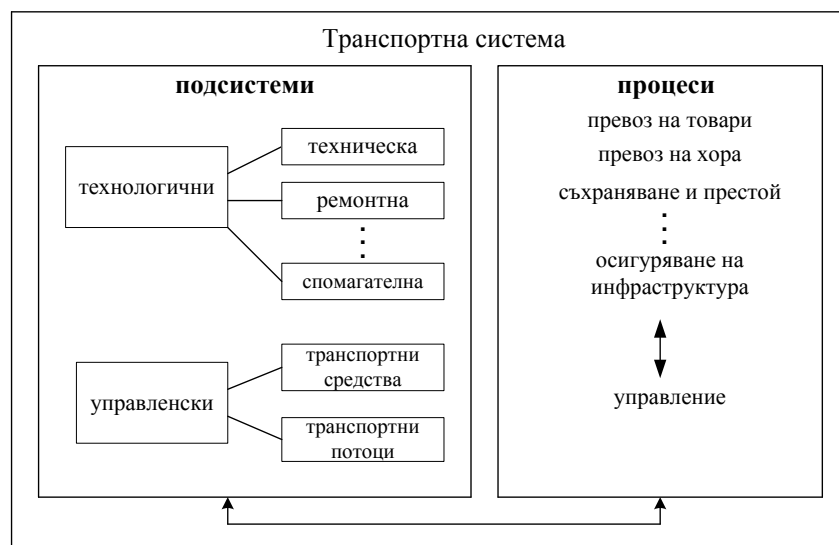 Транспортна система
подсистеми
технологични
техническа
ремонтна
спомагателна
управленски
транспортни
средства
транспортни
потоци
процеси
превоз на товари
превоз на хора
съхраняване и престой
осигуряване на
инфраструктура
управление